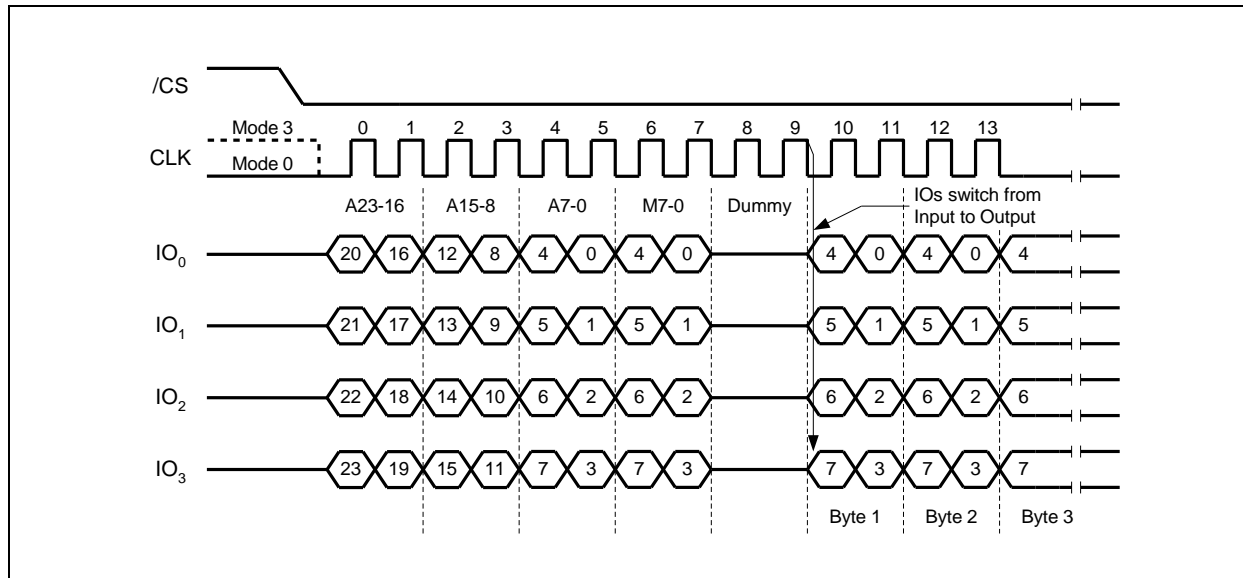 /CS
Mode 3 0 1 2 3 4 5 6 7 8 9 10 11 12 13
CLK
Mode 0
A23-16 A15-8 A7-0 M7-0 Dummy
IOs switch from
Input to Output
IO0 20 16 12 8 4 0 4 0 4 0 4 0 4
IO1 21 17 13 9 5 1 5 1 5 1 5 1 5
IO2 22 18 14 10 6 2 6 2 6 2 6 2 6
IO3 23 19 15 11 7 3 7 3 7 3 7 3 7
Byte 1 Byte 2 Byte 3